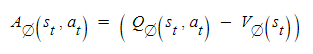 A∅(sₜ, aₜ) = ( Q∅(sₜ, aₜ) − V∅(sₜ) )